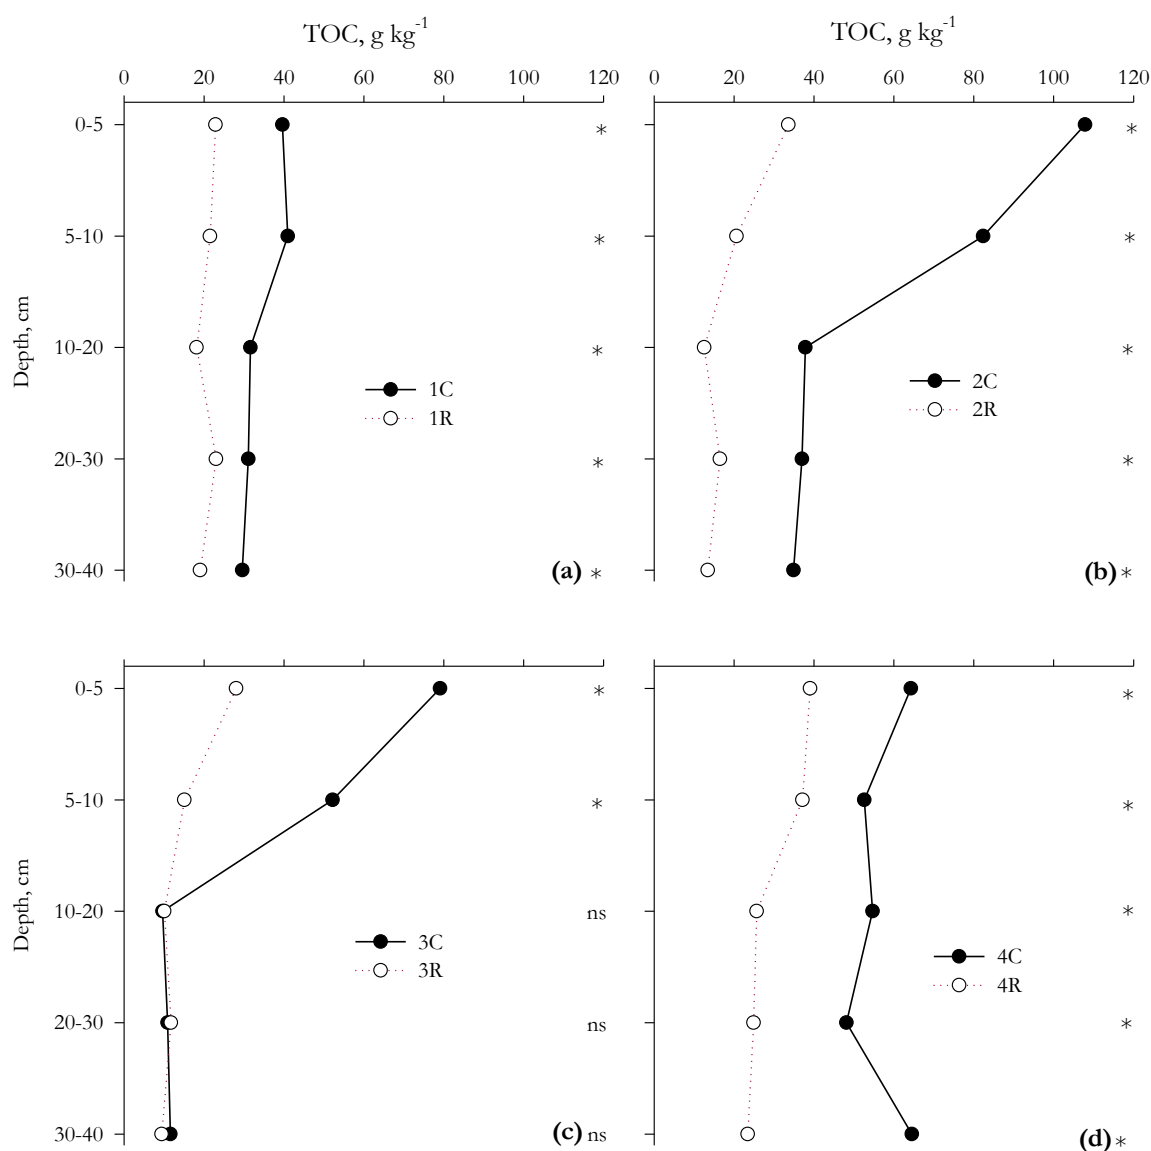 TOC, g kg-1 TOC, g kg-1
0 20 40 60 80 100 120 0 20 40 60 80 100 120
0-5 * *
5-10 * *
Depth, cm
10-20 * *
1C 2C
1R 2R
20-30 * *
30-40 (a) * (b) *
0-5 * *
5-10 * *
Depth, cm
10-20 ns *
3C 4C
3R 4R
20-30 ns *
30-40 (c) ns (d) *